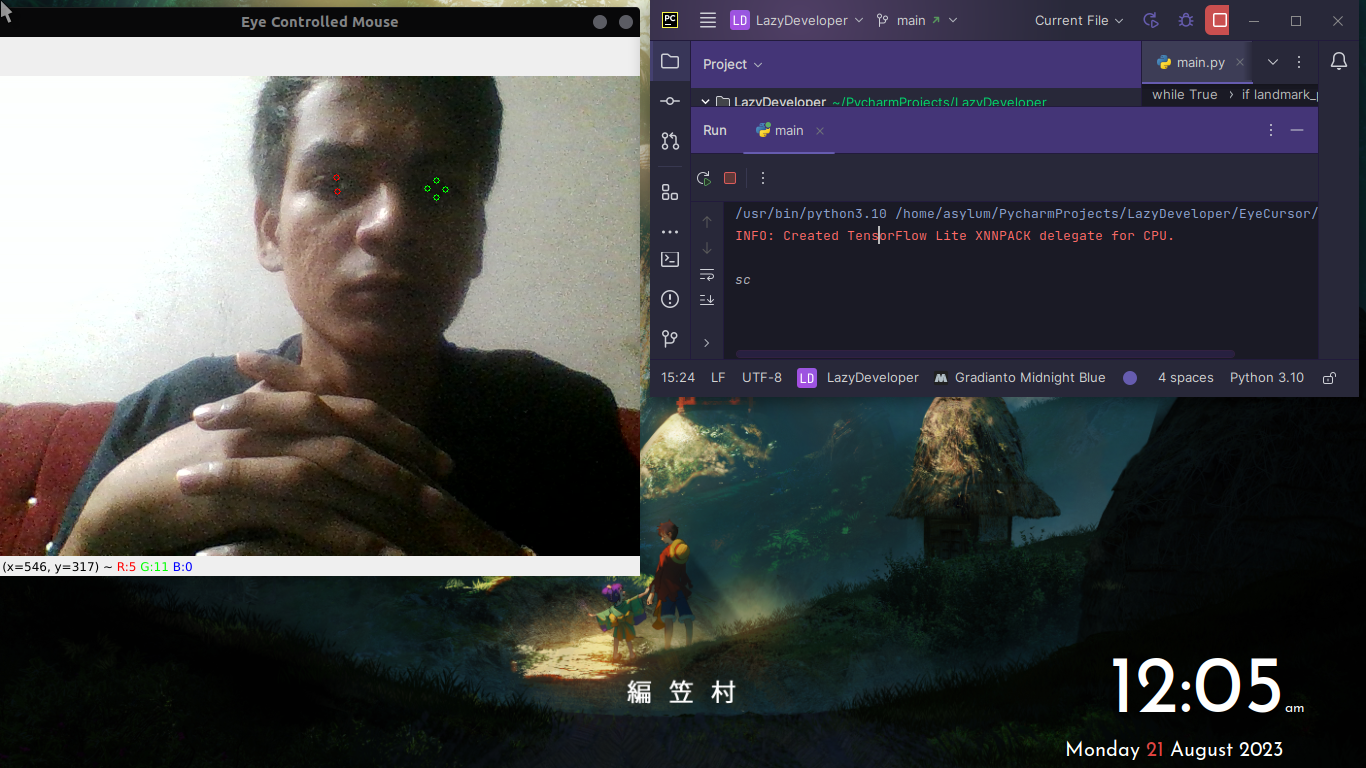 Eye Controlled Mouse
(x=546, y=317) ~ R:5 G:11 B:0
PC
LD LazyDeveloper main Current File
Project
main.py
LazyDeveloper ~/PycharmProjects/LazyDeveloper
while True › if landmark_
Run main
/usr/bin/python3.10 /home/asylum/PycharmProjects/LazyDeveloper/EyeCursor/
INFO: Created TensorFlow Lite XNNPACK delegate for CPU.
sc
15:24 LF UTF-8 LD LazyDeveloper Gradianto Midnight Blue 4 spaces Python 3.10
編笠村
12:05 am
Monday 21 August 2023